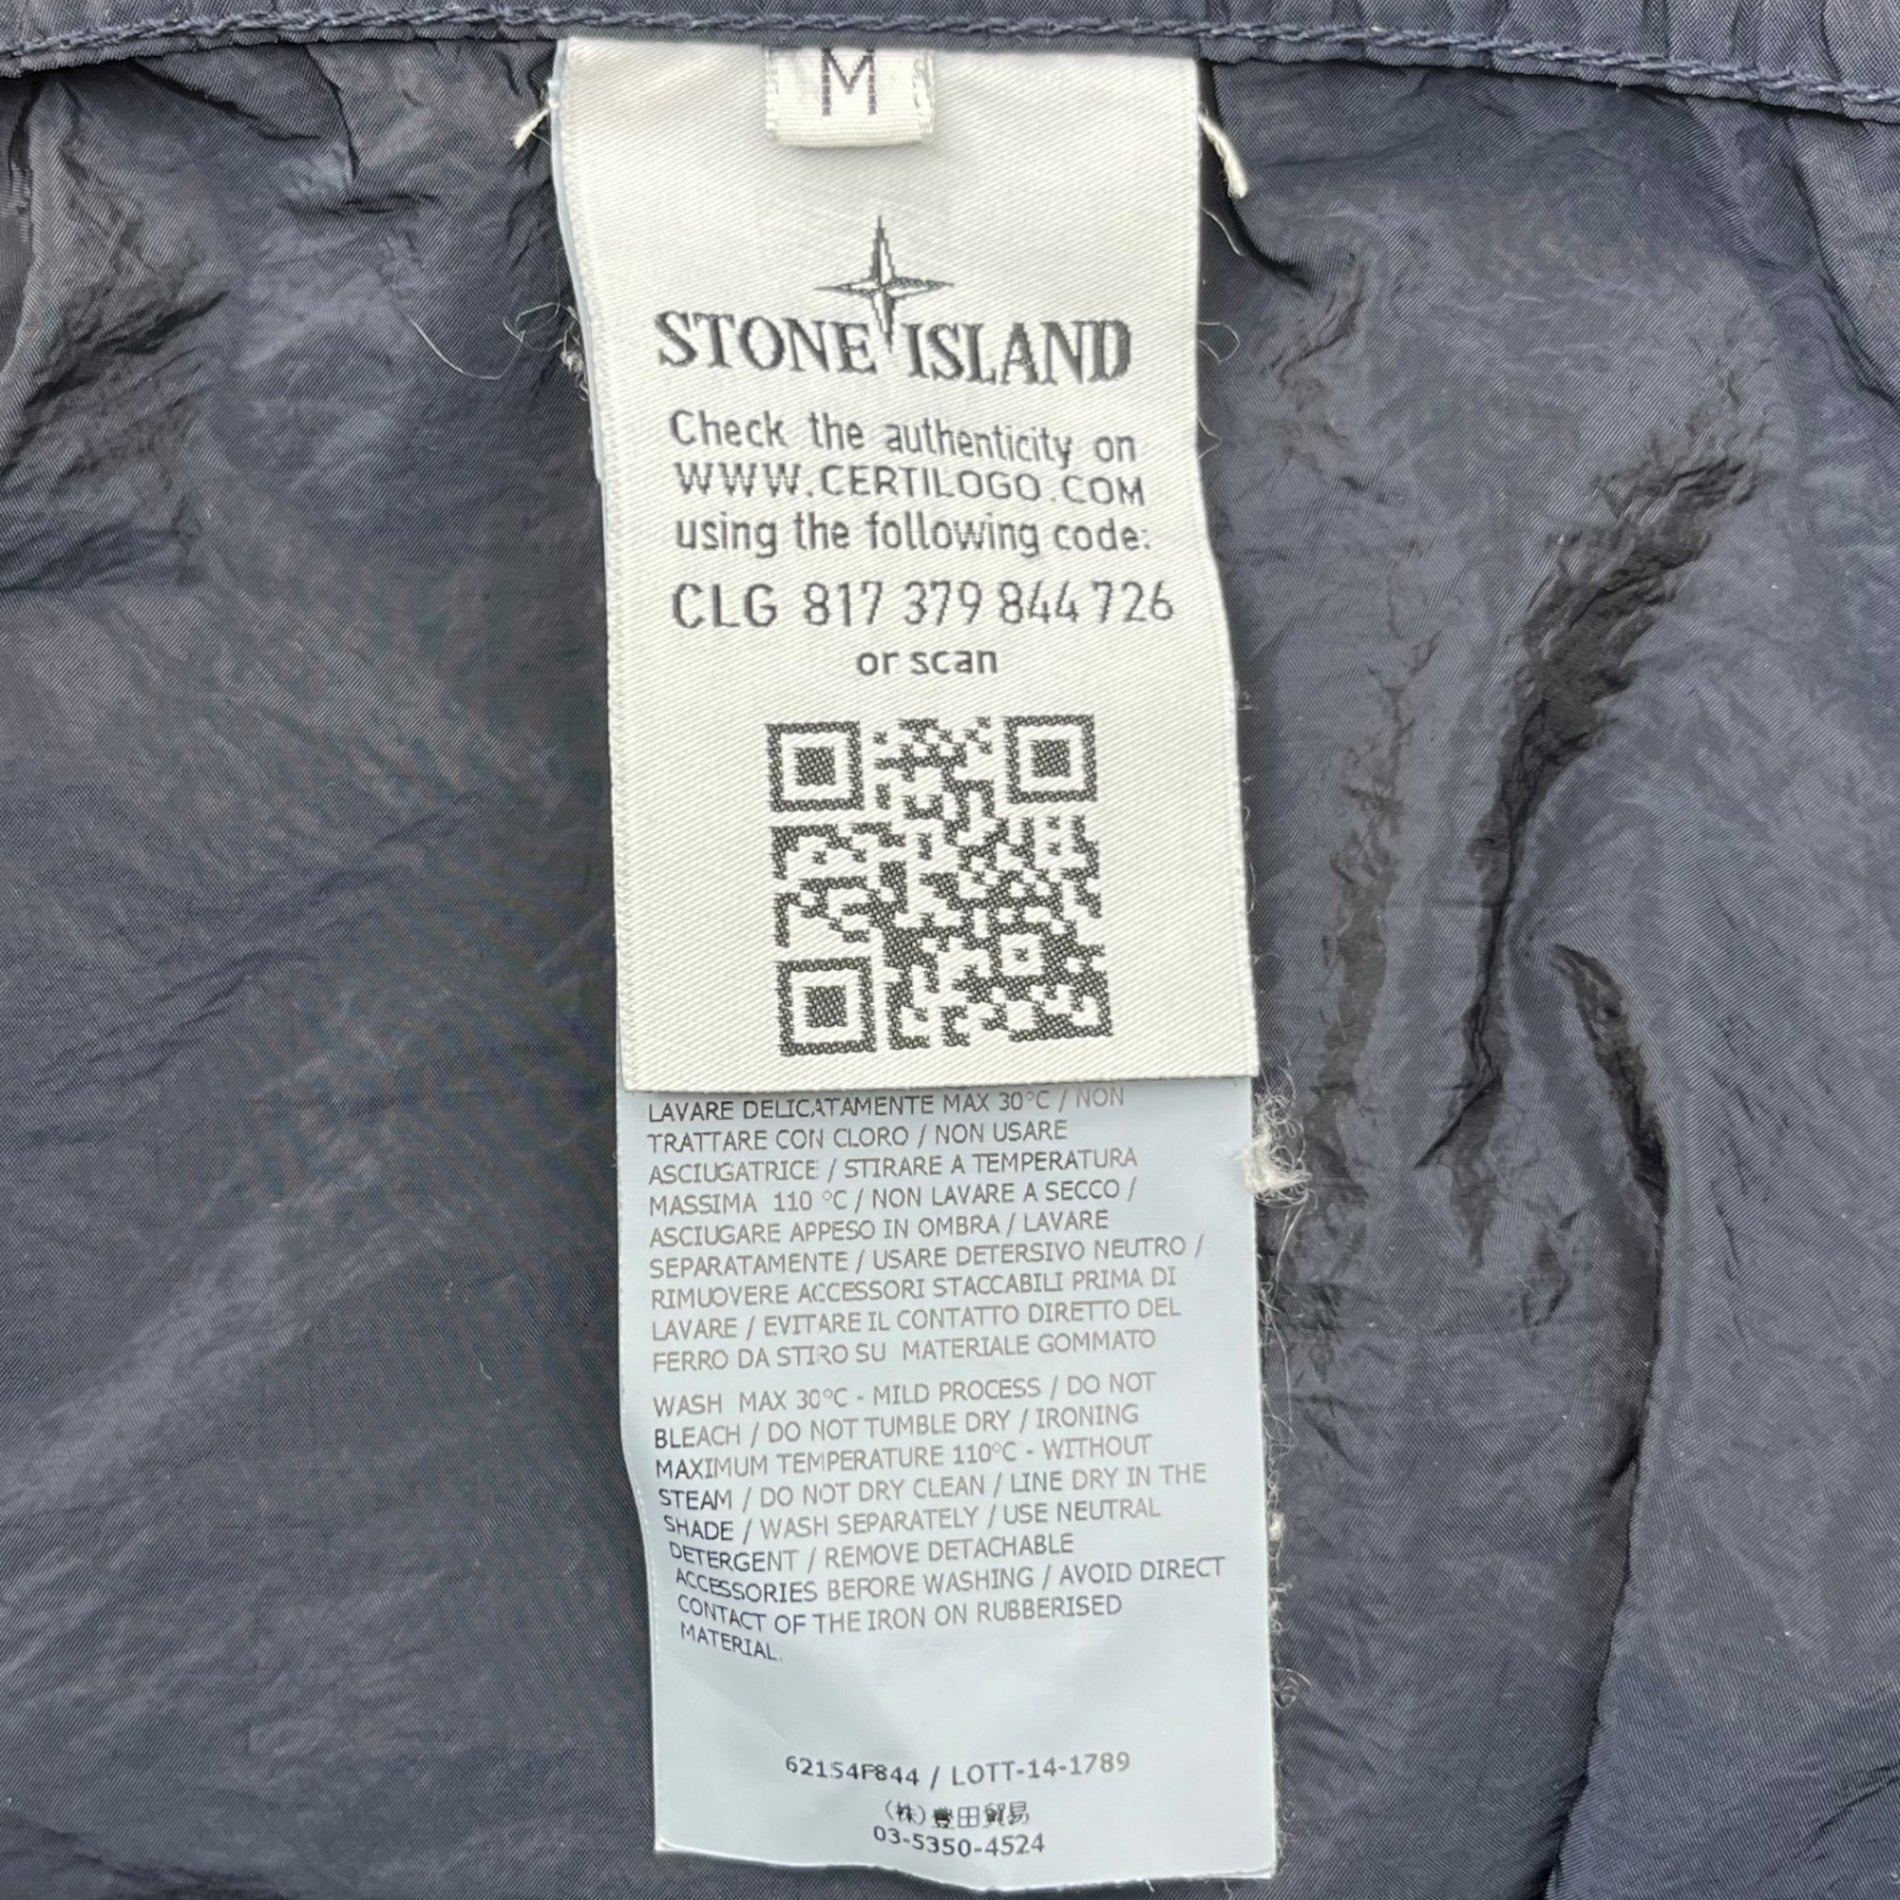 M
STONE ISLAND
Check the authenticity on
WWW.CERTILOGO.COM
using the following code:
CLG 817 379 844 726
or scan
LAVARE DELICATAMENTE MAX 30°C / NON
TRATTARE CON CLORO / NON USARE
ASCIUGATRICE / STIRARE A TEMPERATURA
MASSIMA 110 °C / NON LAVARE A SECCO /
ASCIUGARE APPESO IN OMBRA / LAVARE
SEPARATAMENTE / USARE DETERSIVO NEUTRO /
RIMUOVERE ACCESSORI STACCABILI PRIMA DI
LAVARE / EVITARE IL CONTATTO DIRETTO DEL
FERRO DA STIRO SU MATERIALE GOMMATO
WASH MAX 30°C - MILD PROCESS / DO NOT
BLEACH / DO NOT TUMBLE DRY / IRONING
MAXIMUM TEMPERATURE 110°C - WITHOUT
STEAM / DO NOT DRY CLEAN / LINE DRY IN THE
SHADE / WASH SEPARATELY / USE NEUTRAL
DETERGENT / REMOVE DETACHABLE
ACCESSORIES BEFORE WASHING / AVOID DIRECT
CONTACT OF THE IRON ON RUBBERISED
MATERIAL.
62154F844 / LOTT-14-1789
(株)豊田貿易
03-5350-4524